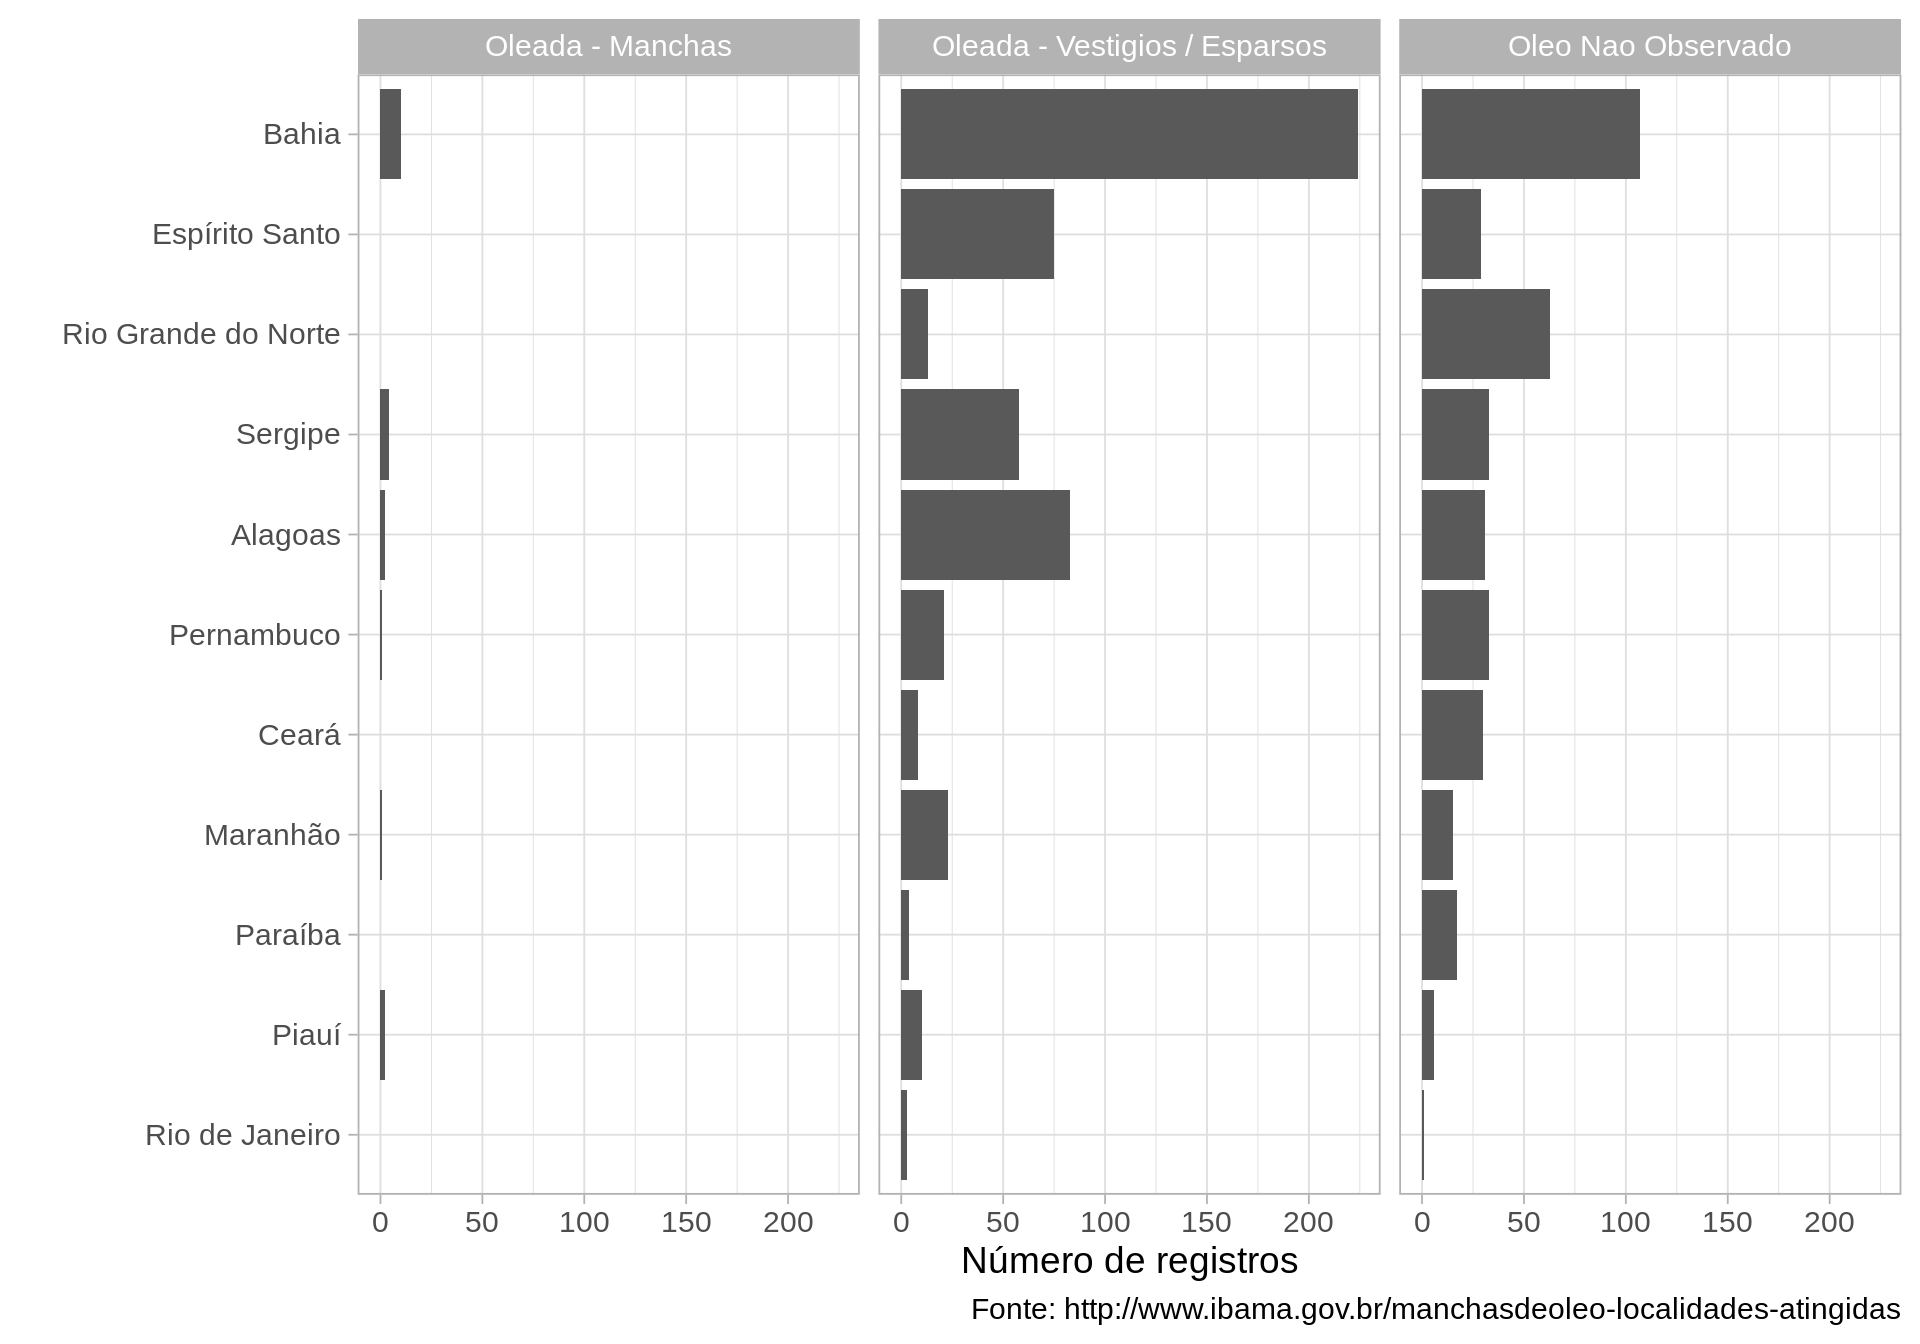 Oleada - Manchas
Oleada - Vestigios / Esparsos
Oleo Nao Observado
Bahia
Espírito Santo
Rio Grande do Norte
Sergipe
Alagoas
Pernambuco
Ceará
Maranhão
Paraíba
Piauí
Rio de Janeiro
0 50 100 150 200
0 50 100 150 200
0 50 100 150 200
Número de registros
Fonte: http://www.ibama.gov.br/manchasdeoleo-localidades-atingidas